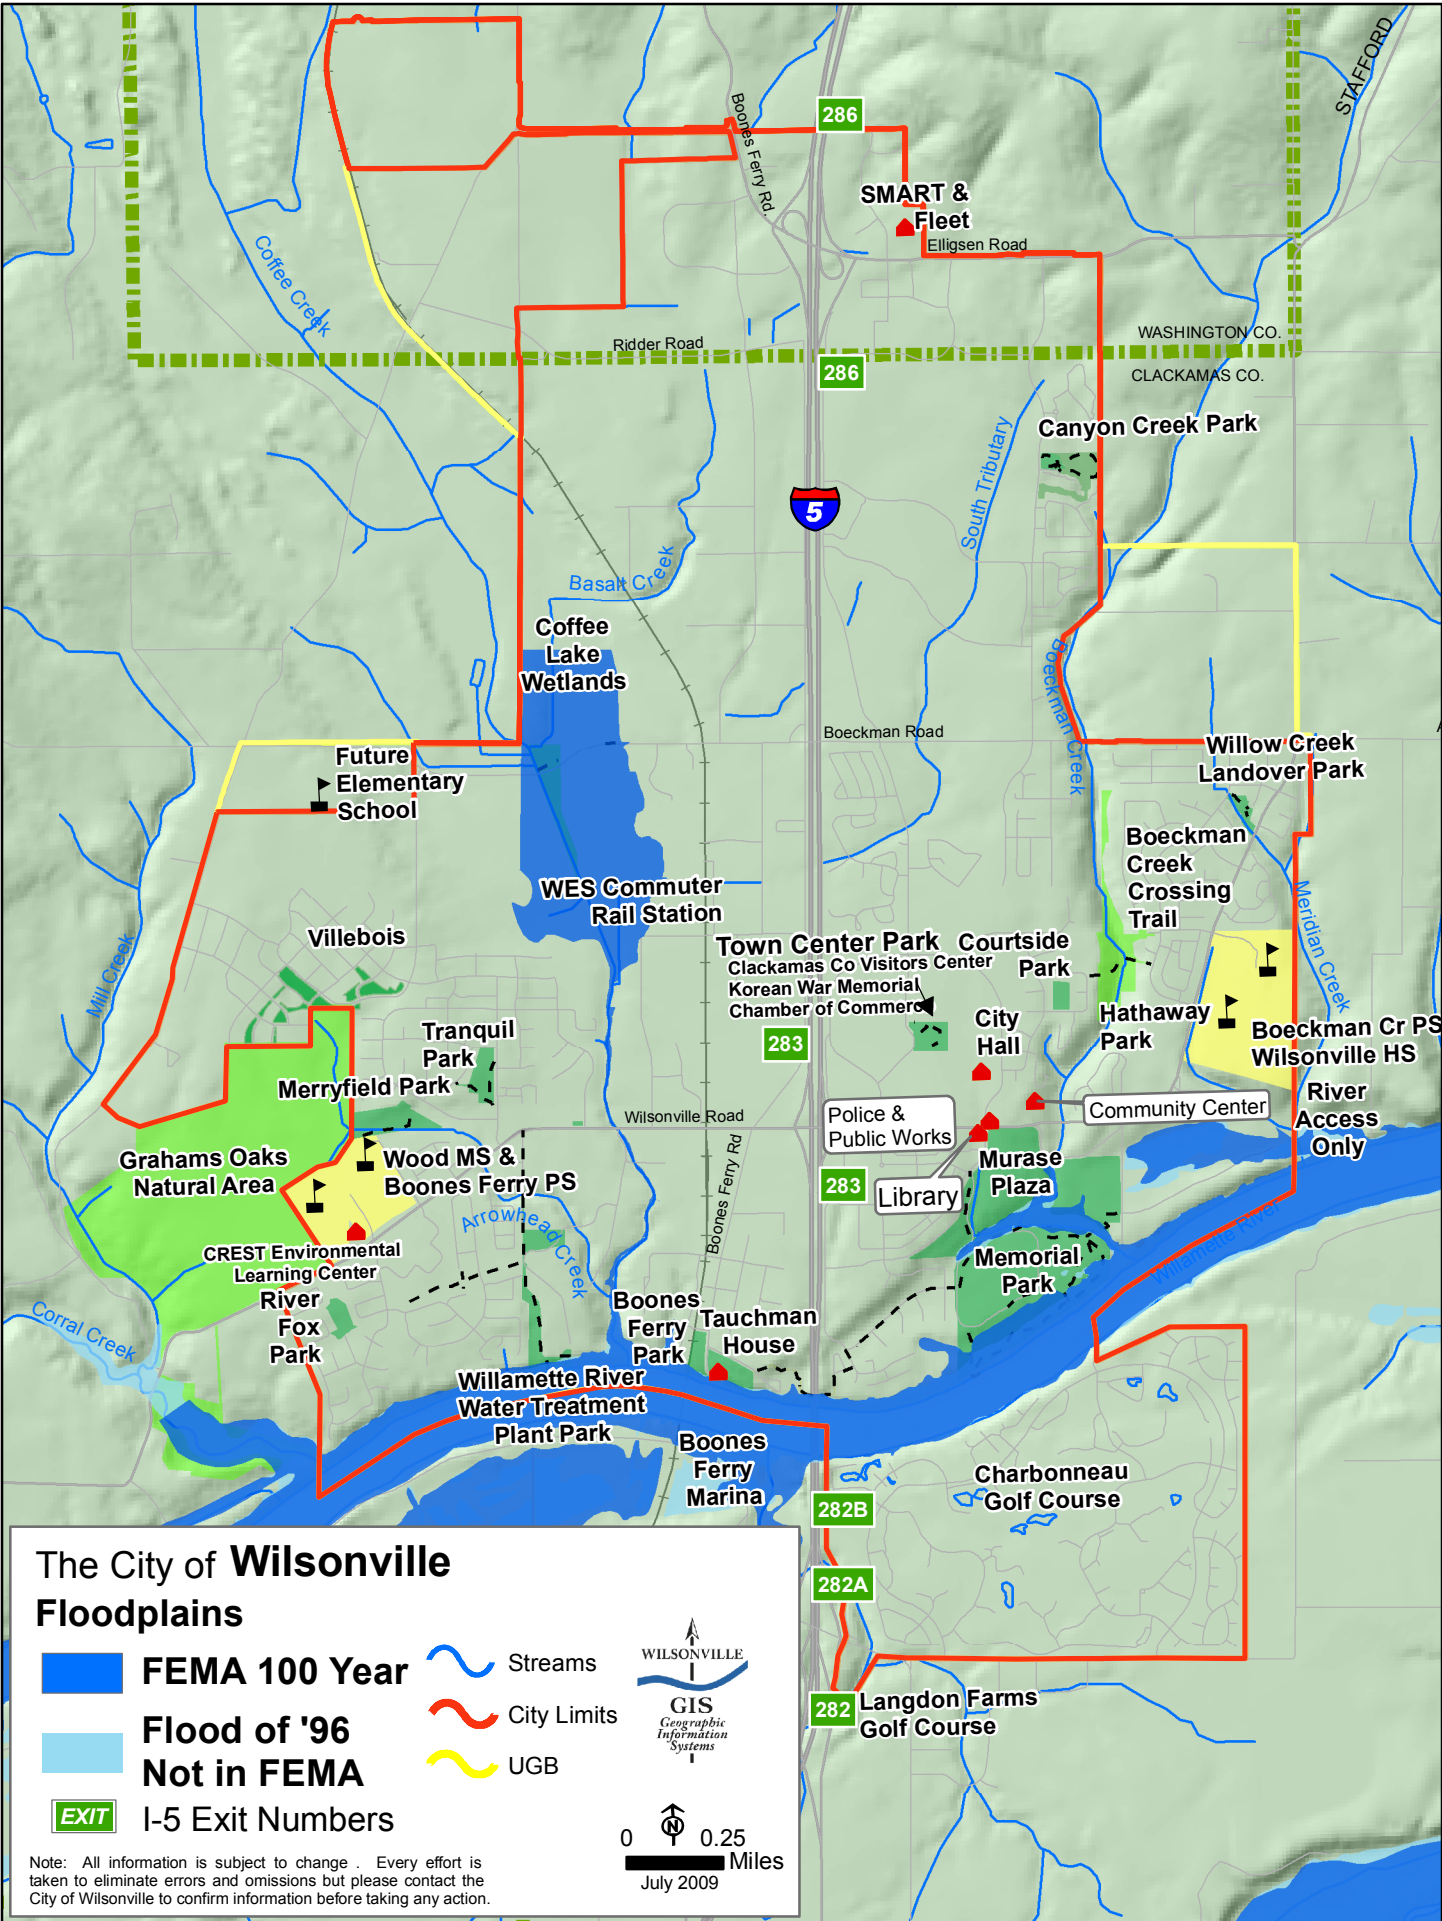 STAFFORD
286
Boones Ferry Rd.
SMART &
Fleet
Elligsen Road
Coffee Creek
WASHINGTON CO.
Ridder Road
286
CLACKAMAS CO.
Canyon Creek Park
South Tributary
5
Basalt Creek
Coffee
Lake
Wetlands
Boeckman Creek
Boeckman Road
Future
Elementary
School
Willow Creek
Landover Park
Boeckman
Creek
Crossing
Trail
WES Commuter
Rail Station
Meridian Creek
Villebois
Mill Creek
Town Center Park
Clackamas Co Visitors Center
Korean War Memorial
Chamber of Commerce
Courtside
Park
283
City
Hall
Hathaway
Park
Boeckman Cr PS
Wilsonville HS
Tranquil
Park
Merryfield Park
River
Access
Only
Wilsonville Road
Police &
Public Works
Community Center
Grahams Oaks
Natural Area
Wood MS &
Boones Ferry PS
Murase
Plaza
283
Library
Boones Ferry Rd
Arrowhead Creek
CREST Environmental
Learning Center
Memorial
Park
Willamette River
River
Fox
Park
Boones
Ferry
Park
Tauchman
House
Corral Creek
Willamette River
Water Treatment
Plant Park
Boones
Ferry
Marina
Charbonneau
Golf Course
282B
282A
282
Langdon Farms
Golf Course
The City of Wilsonville
Floodplains
FEMA 100 Year
Flood of '96
Not in FEMA
EXIT
I-5 Exit Numbers
Streams
City Limits
UGB
WILSONVILLE
GIS
Geographic
Information
Systems
N
0 0.25
Miles
July 2009
Note: All information is subject to change . Every effort is
taken to eliminate errors and omissions but please contact the
City of Wilsonville to confirm information before taking any action.